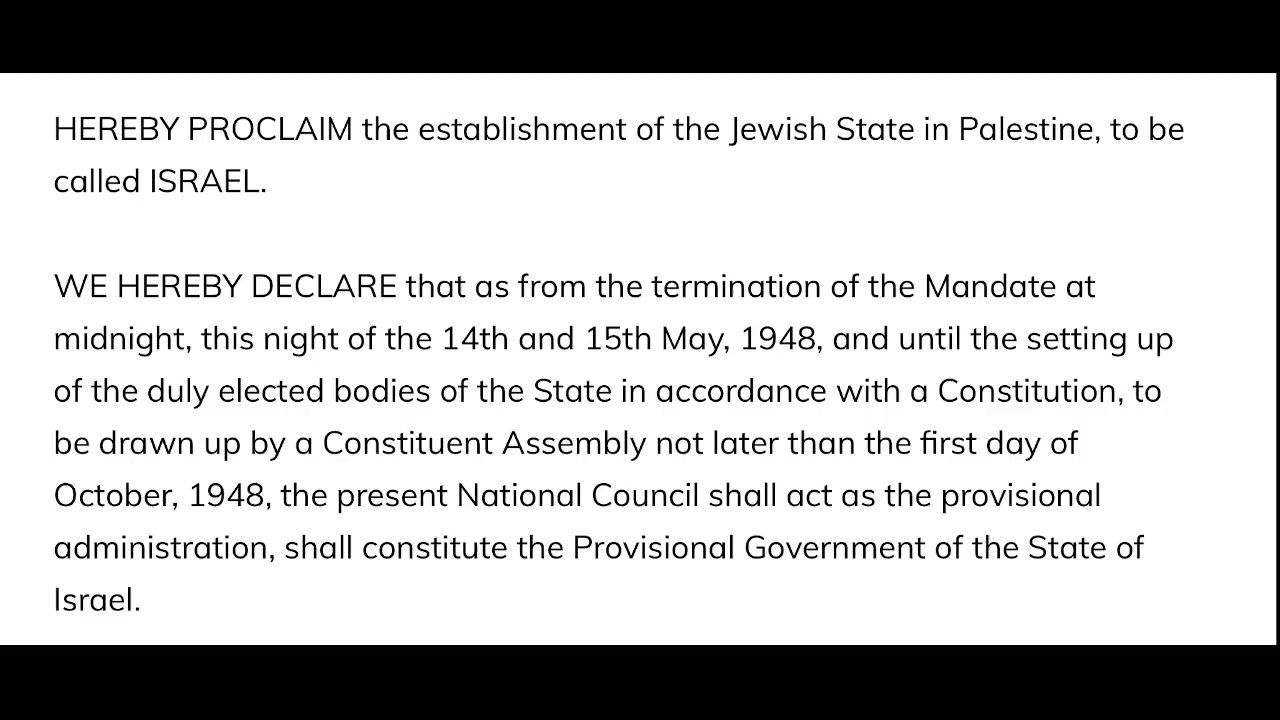 HEREBY PROCLAIM the establishment of the Jewish State in Palestine, to be
called ISRAEL.
WE HEREBY DECLARE that as from the termination of the Mandate at
midnight, this night of the 14th and 15th May, 1948, and until the setting up
of the duly elected bodies of the State in accordance with a Constitution, to
be drawn up by a Constituent Assembly not later than the first day of
October, 1948, the present National Council shall act as the provisional
administration, shall constitute the Provisional Government of the State of
Israel.